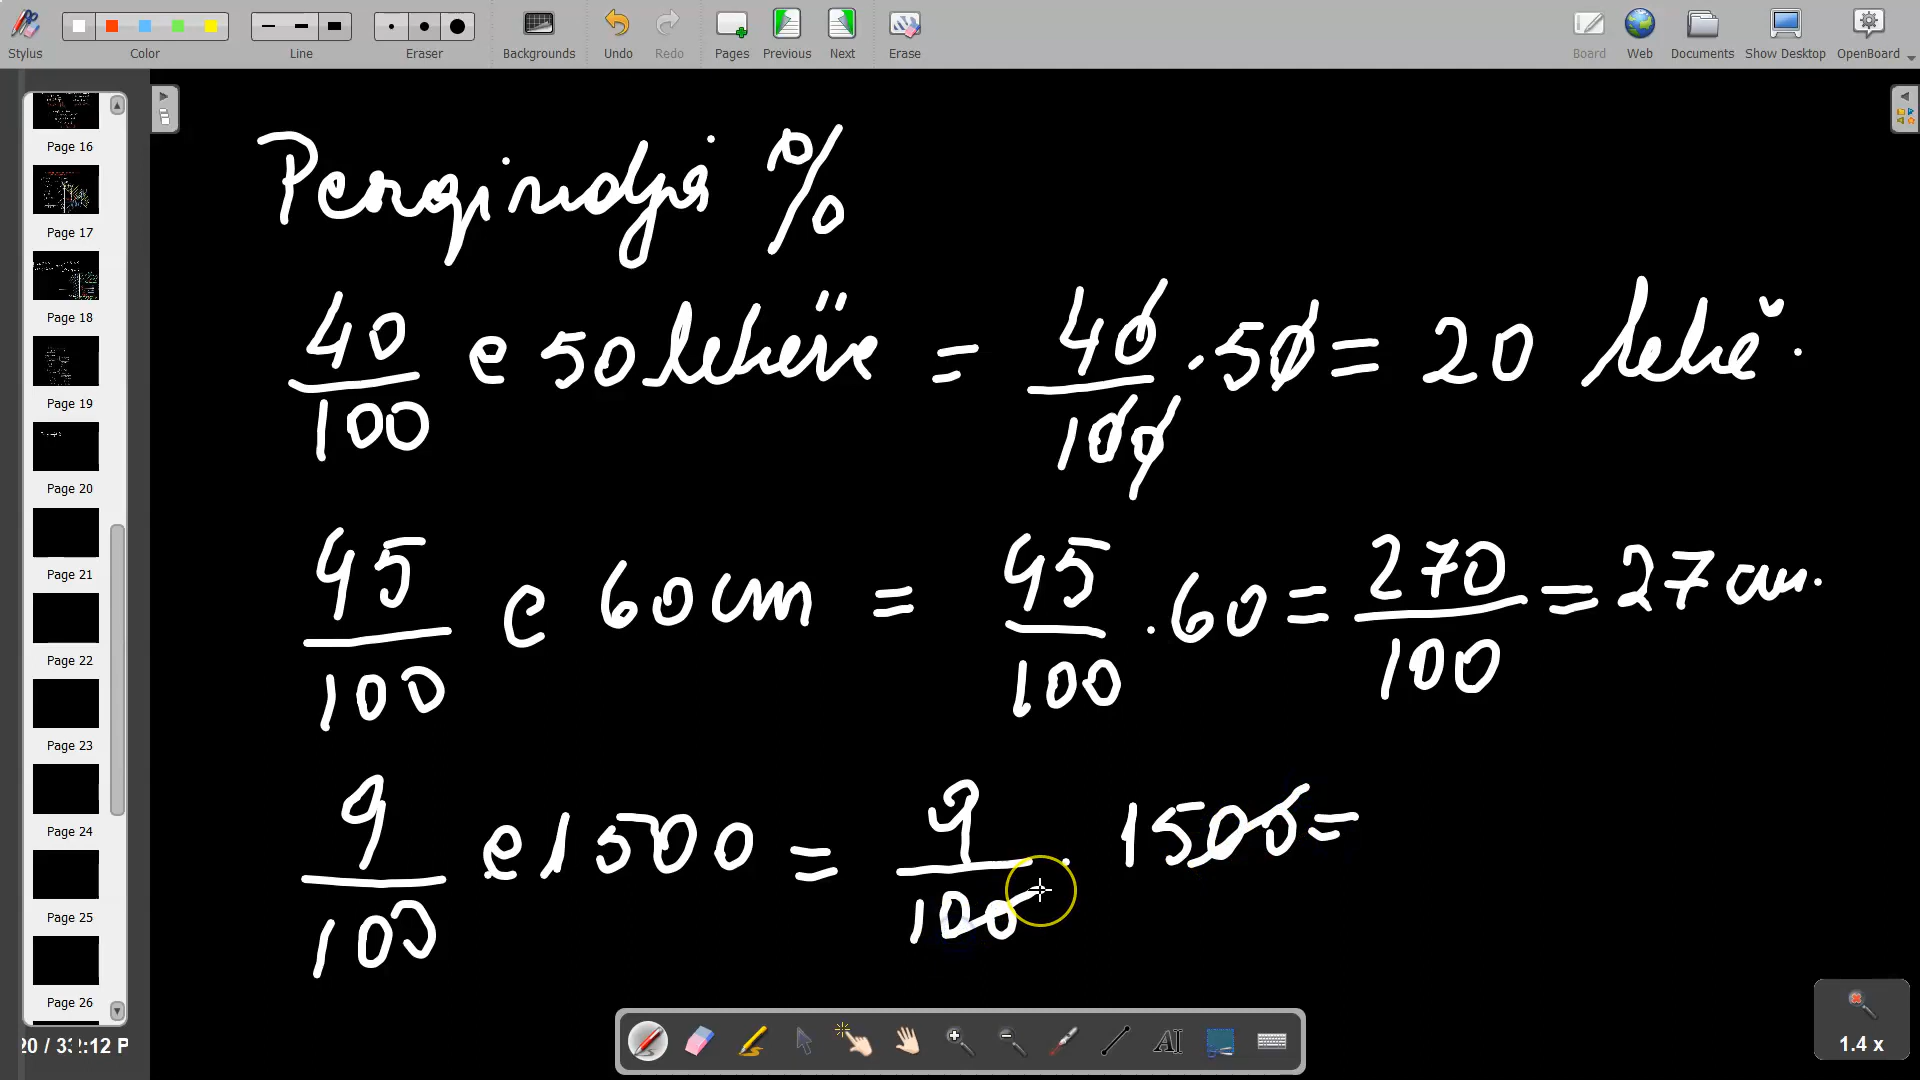 Stylus Color Line Eraser Backgrounds Undo Redo Pages Previous Next Erase Board Web Documents Show Desktop OpenBoard
Page 16
Page 17
Page 18
Page 19
Page 20
Page 21
Page 22
Page 23
Page 24
Page 25
Page 26
Përqindja %
40/100 e 50 lekëve = 40/100 . 50 = 20 lekë.
45/100 e 60 cm = 45/100 . 60 = 270/100 = 27 cm.
9/100 e 1500 = 9/100 . 1500 =
1.4 x